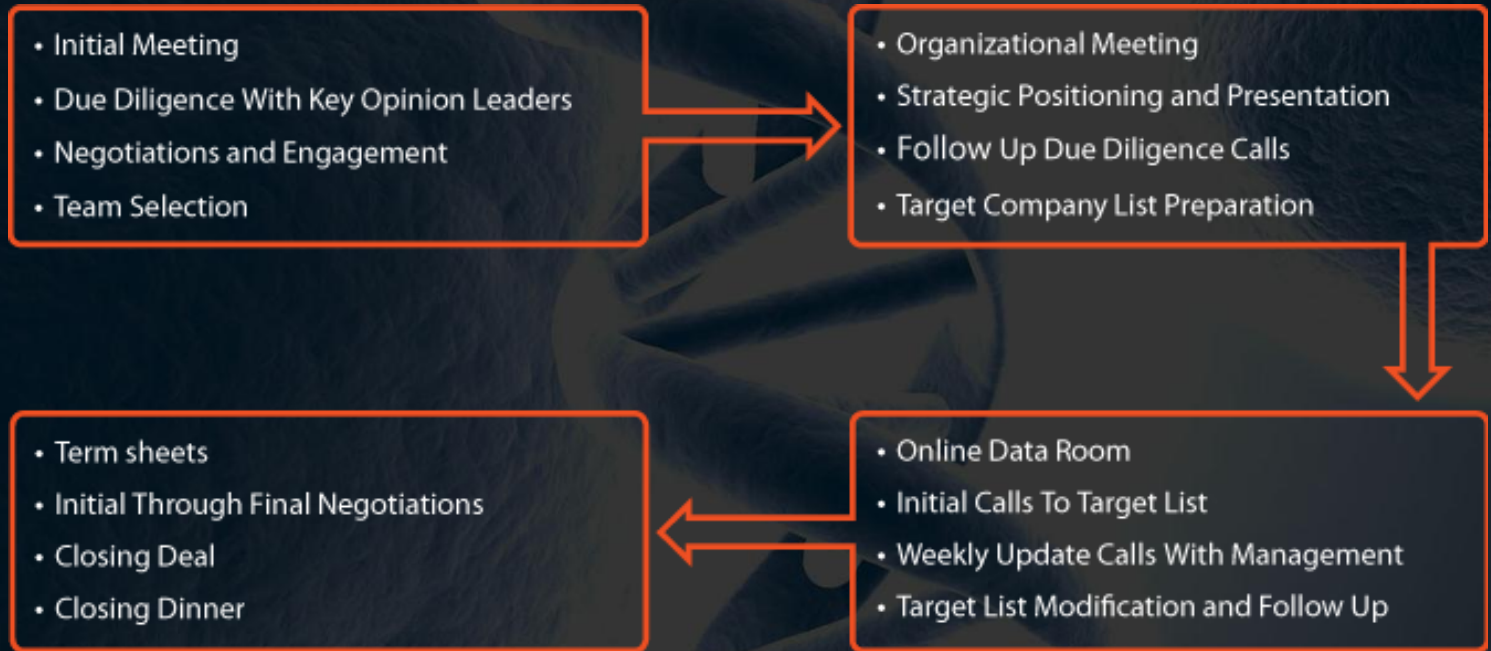 • Initial Meeting
• Due Diligence With Key Opinion Leaders
• Negotiations and Engagement
• Team Selection
• Organizational Meeting
• Strategic Positioning and Presentation
• Follow Up Due Diligence Calls
• Target Company List Preparation
• Online Data Room
• Initial Calls To Target List
• Weekly Update Calls With Management
• Target List Modification and Follow Up
• Term sheets
• Initial Through Final Negotiations
• Closing Deal
• Closing Dinner